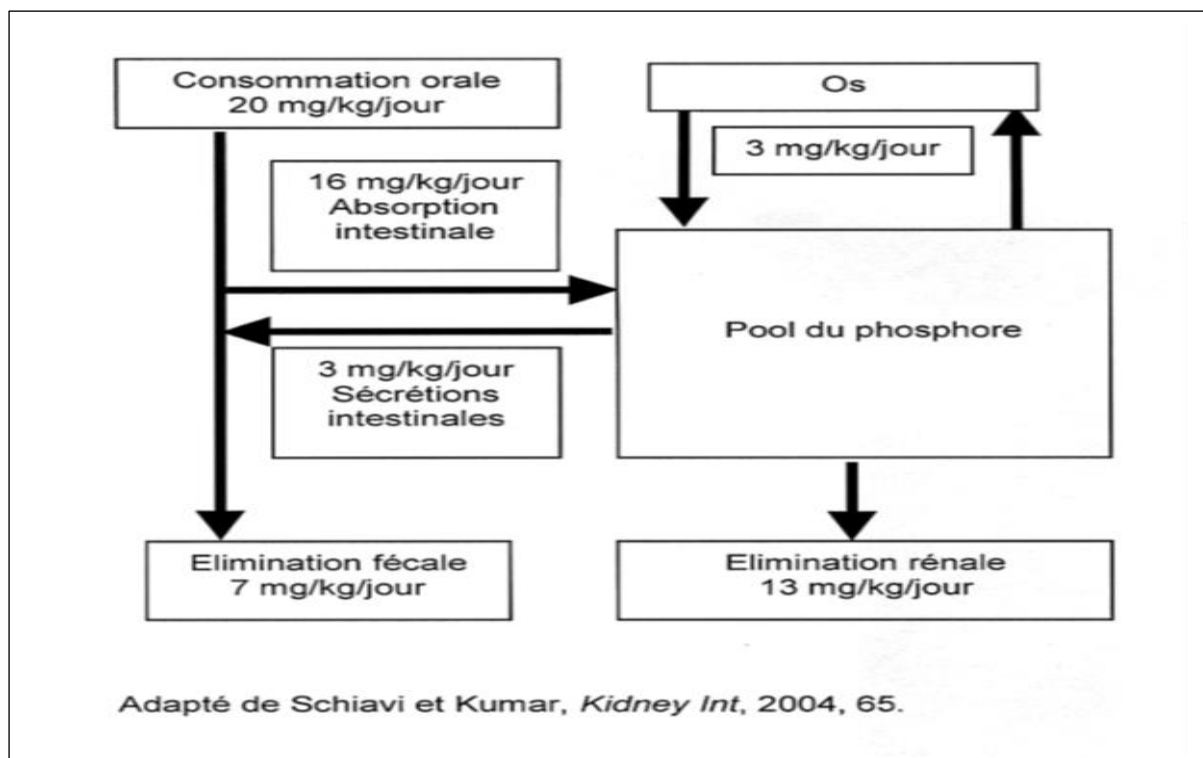 Consommation orale
20 mg/kg/jour
Os
3 mg/kg/jour
16 mg/kg/jour
Absorption
intestinale
Pool du phosphore
3 mg/kg/jour
Sécrétions
intestinales
Elimination fécale
7 mg/kg/jour
Elimination rénale
13 mg/kg/jour
Adapté de Schiavi et Kumar, Kidney Int, 2004, 65.